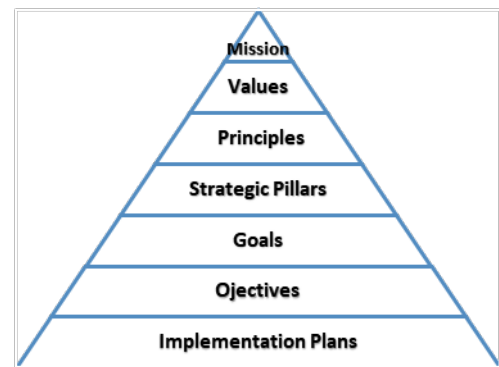 Mission
Values
Principles
Strategic Pillars
Goals
Ojectives
Implementation Plans